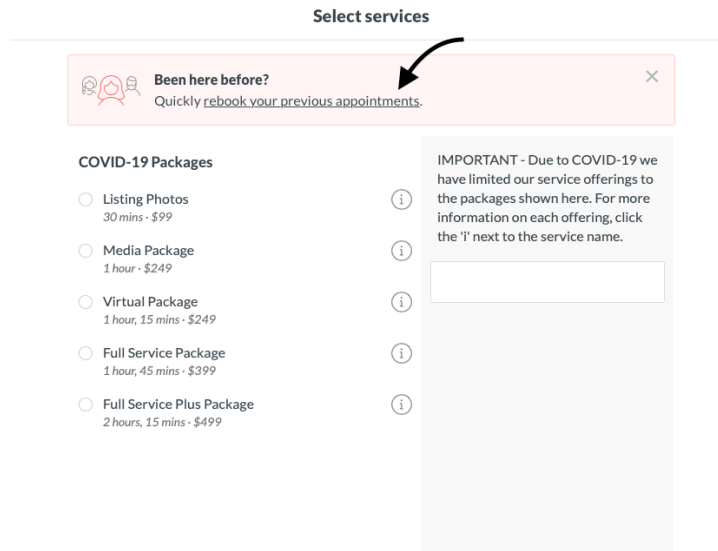 Select services
Been here before?
Quickly rebook your previous appointments.
COVID-19 Packages
Listing Photos
30 mins · $99
Media Package
1 hour · $249
Virtual Package
1 hour, 15 mins · $249
Full Service Package
1 hour, 45 mins · $399
Full Service Plus Package
2 hours, 15 mins · $499
IMPORTANT - Due to COVID-19 we
have limited our service offerings to
the packages shown here. For more
information on each offering, click
the 'i' next to the service name.